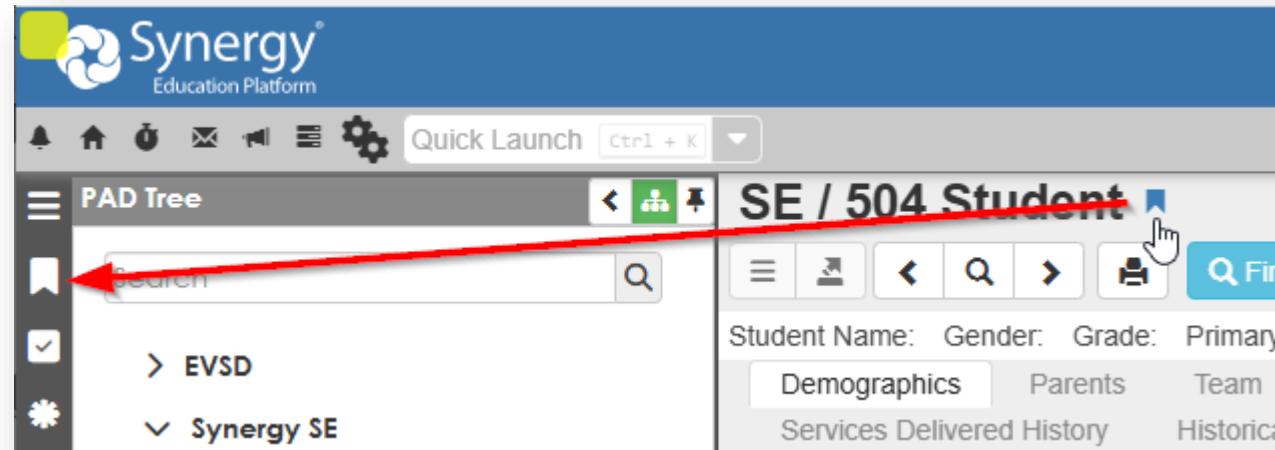 Synergy®
Education Platform
Quick Launch Ctrl + K
PAD Tree
SE / 504 Student
Search
Student Name: Gender: Grade: Primary
EVSD
Demographics Parents Team
Synergy SE
Services Delivered History